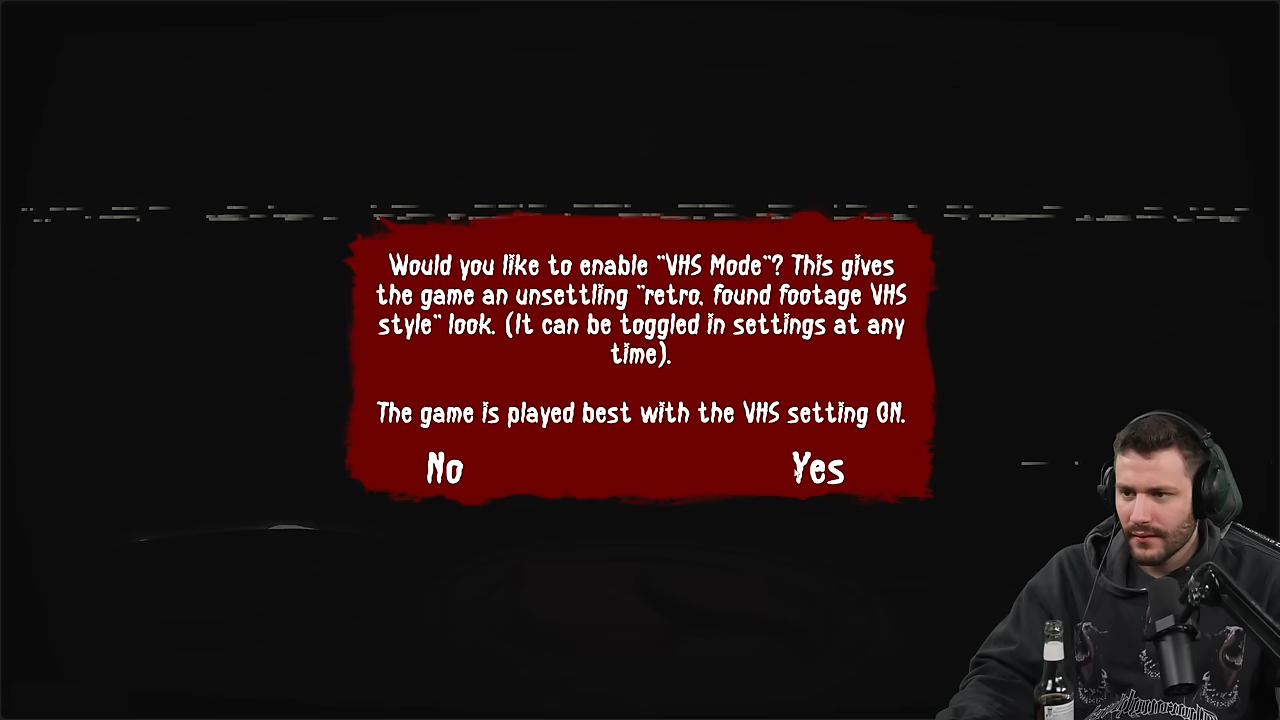 Would you like to enable "VHS Mode"? This gives
the game an unsettling "retro, found footage VHS
style" look. (It can be toggled in settings at any
time).
The game is played best with the VHS setting ON.
No
Yes